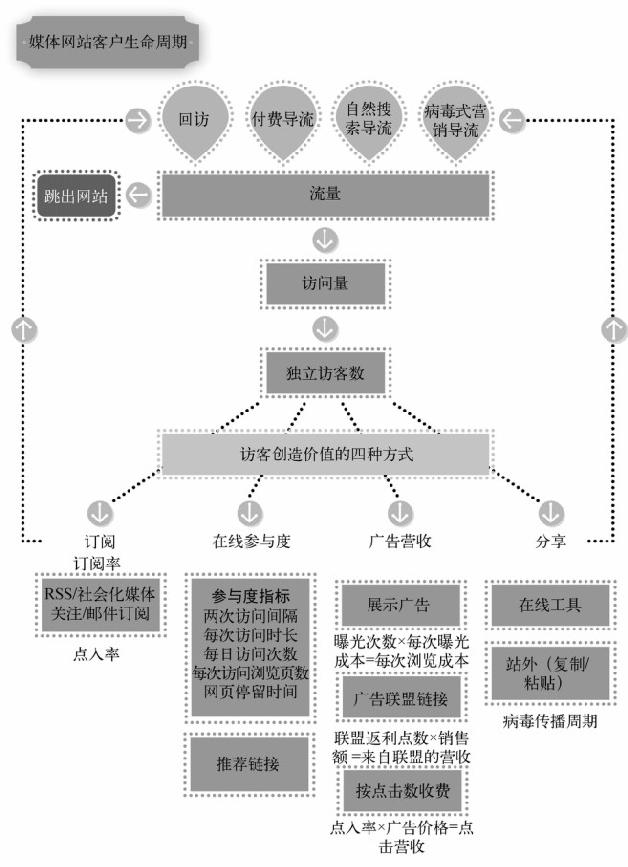 媒体网站客户生命周期
回访
付费导流
自然搜
索导流
病毒式营
销导流
跳出网站
流量
访问量
独立访客数
访客创造价值的四种方式
订阅
订阅率
RSS/社会化媒体
关注/邮件订阅
点入率
在线参与度
参与度指标
两次访问间隔
每次访问时长
每日访问次数
每次访问浏览页数
网页停留时间
推荐链接
广告营收
展示广告
曝光次数×每次曝光
成本=每次浏览成本
广告联盟链接
联盟返利点数×销售
额=来自联盟的营收
按点击数收费
点入率×广告价格=点
击营收
分享
在线工具
站外（复制/
粘贴）
病毒传播周期